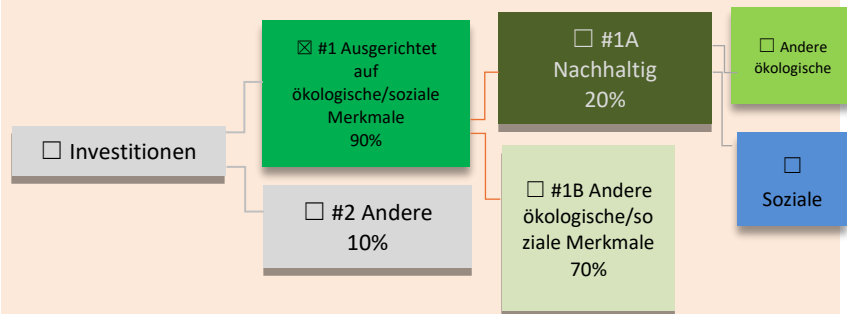 ☐ Investitionen
☒ #1 Ausgerichtet
auf
ökologische/soziale
Merkmale
90%
☐ #2 Andere
10%
☐ #1A
Nachhaltig
20%
☐ #1B Andere
ökologische/so
ziale Merkmale
70%
☐ Andere
ökologische
☐
Soziale